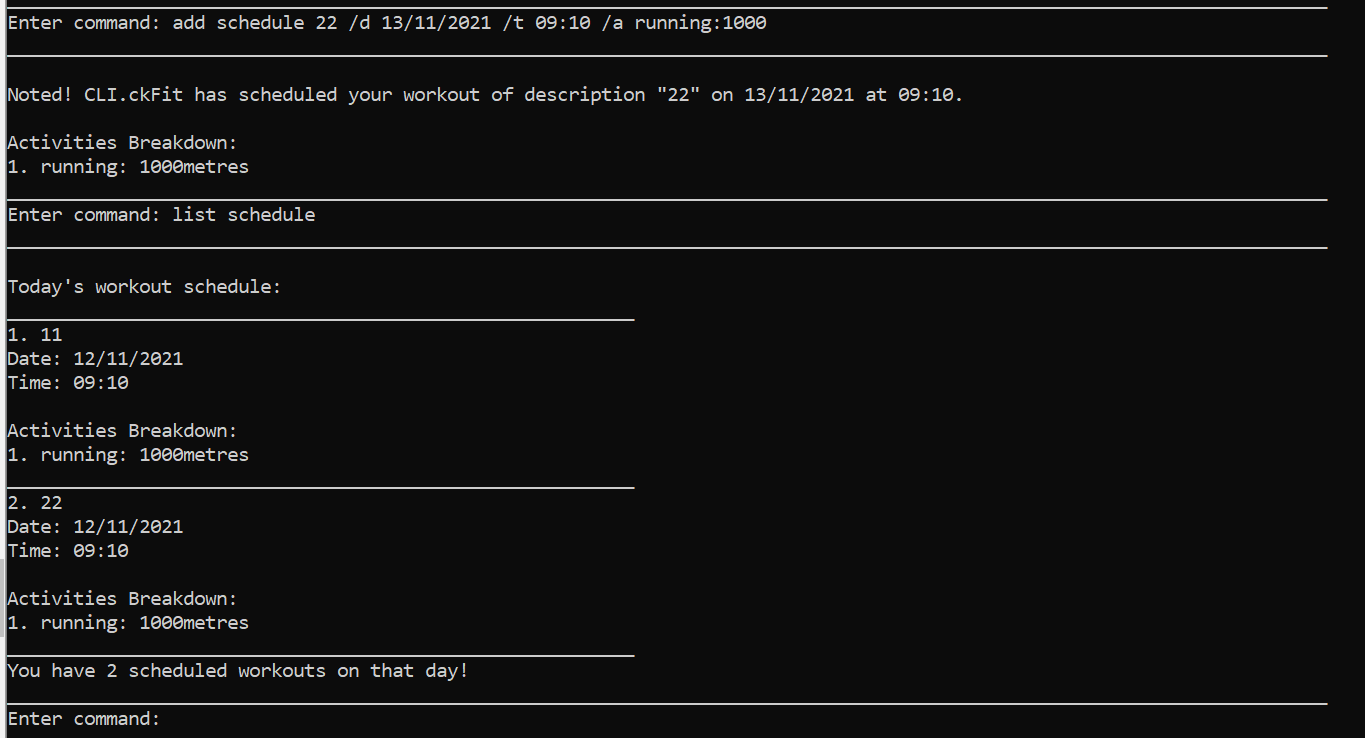 Enter command: add schedule 22 /d 13/11/2021 /t 09:10 /a running:1000
Noted! CLI.ckFit has scheduled your workout of description "22" on 13/11/2021 at 09:10.
Activities Breakdown:
1. running: 1000metres
Enter command: list schedule
Today's workout schedule:
1. 11
Date: 12/11/2021
Time: 09:10
Activities Breakdown:
1. running: 1000metres
2. 22
Date: 12/11/2021
Time: 09:10
Activities Breakdown:
1. running: 1000metres
You have 2 scheduled workouts on that day!
Enter command: